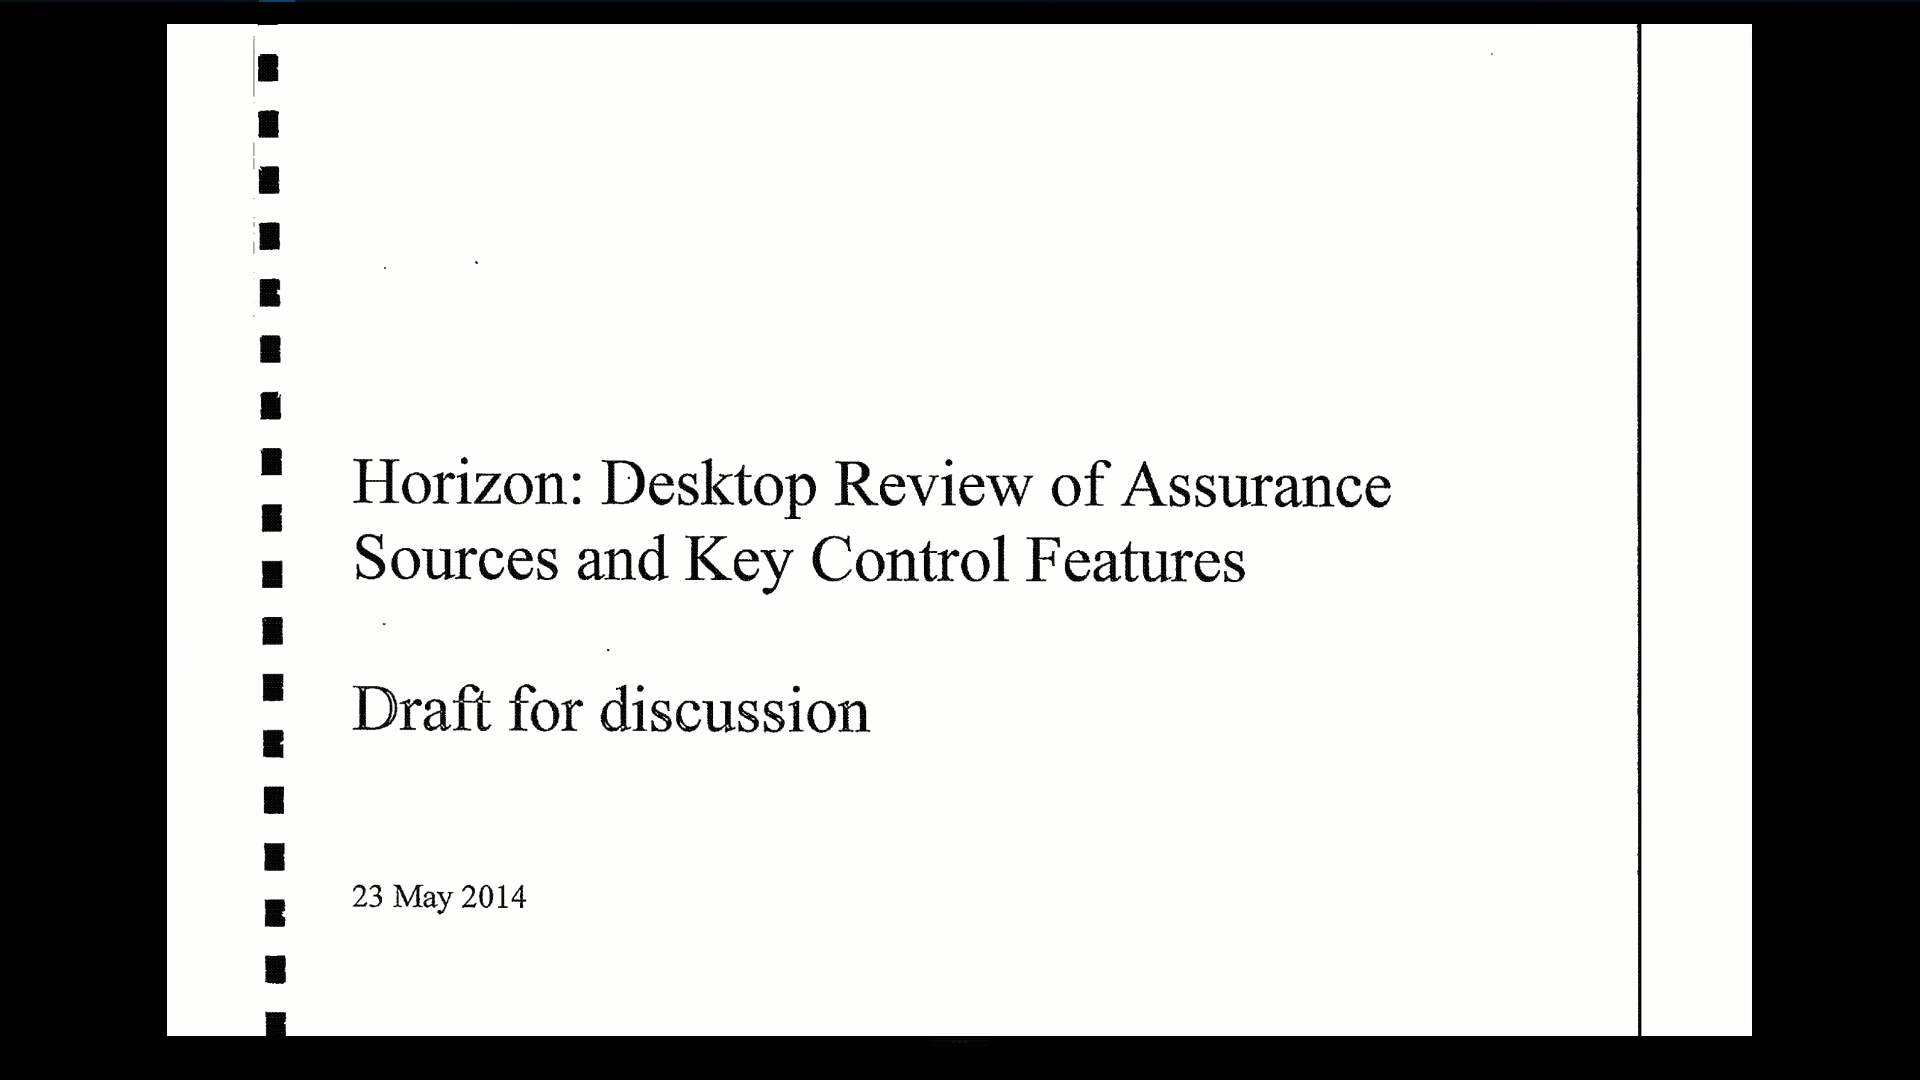 Horizon: Desktop Review of Assurance
Sources and Key Control Features
Draft for discussion
23 May 2014